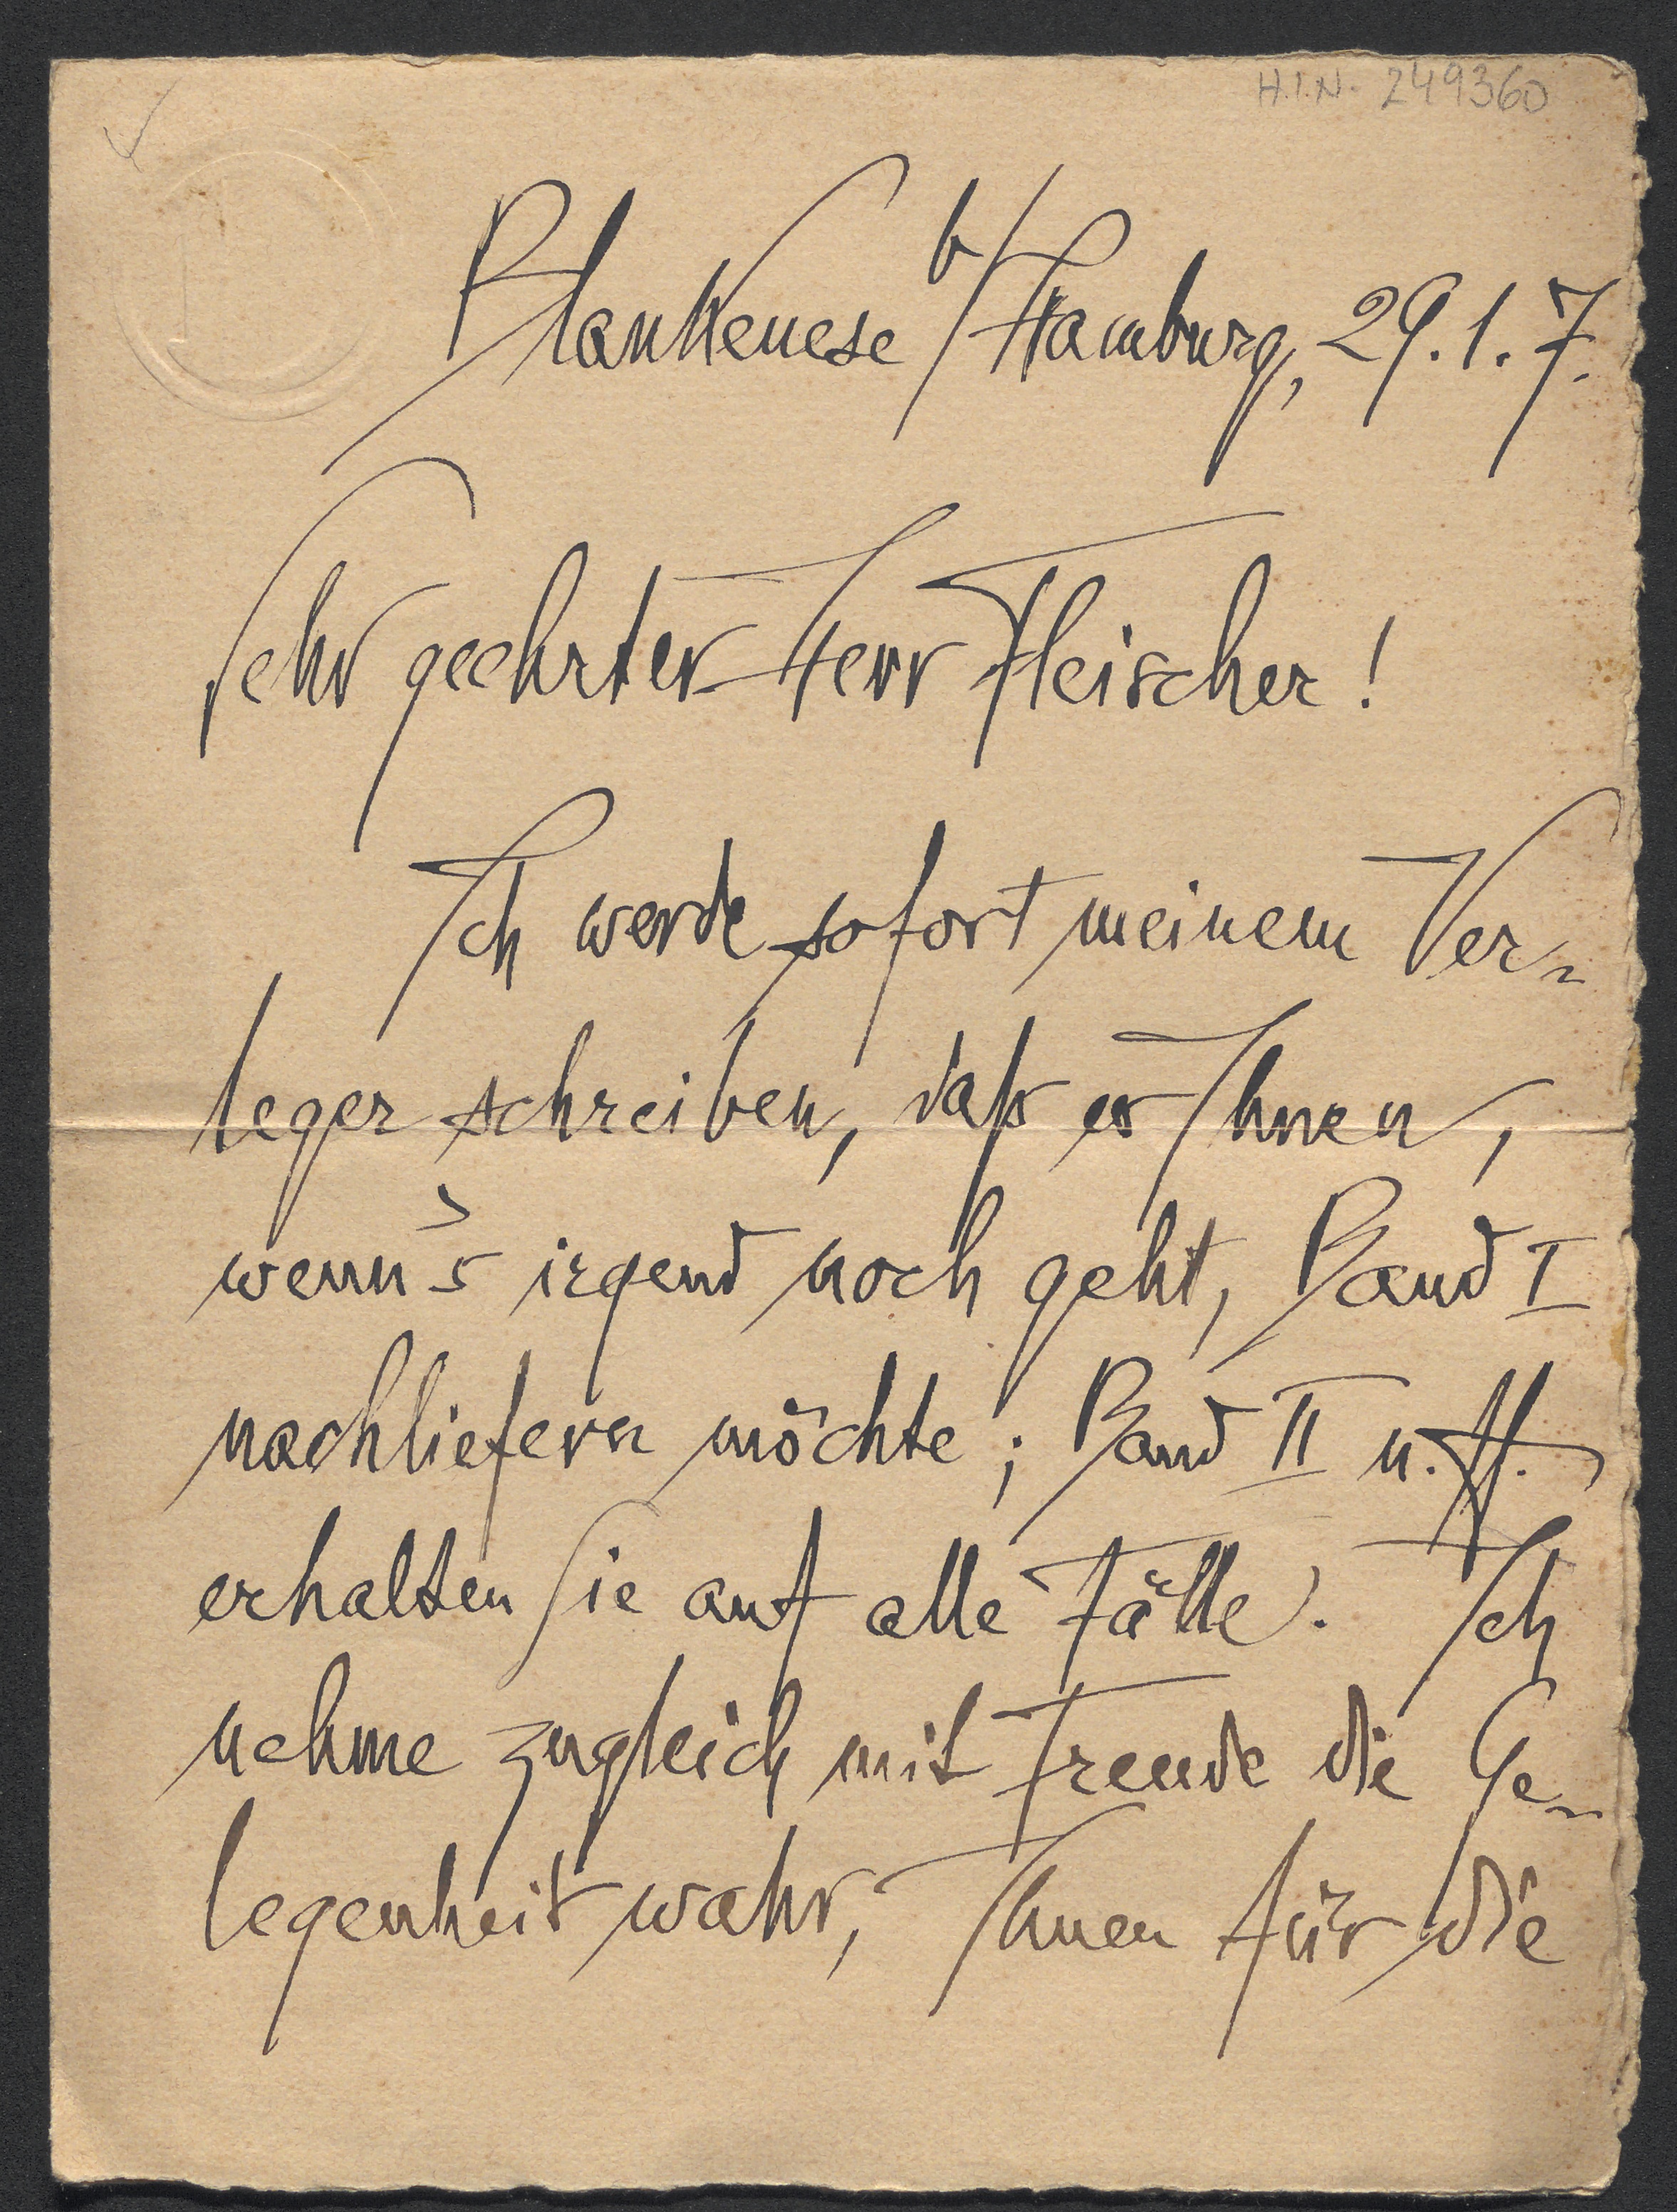 H.I.N. 249360
Blankenese b/Hamburg, 29.1.7.
Sehr geehrter Herr Fleischer!
Ich werde sofort meinem Ver-
leger schreiben, daß er Ihnen,
wenn's irgend noch geht, Band I
nachliefern möchte; Band II u. ff.
erhalten Sie auf alle Fälle. Ich
nehme zugleich mit Freude die Ge-
legenheit wahr, Ihnen für die